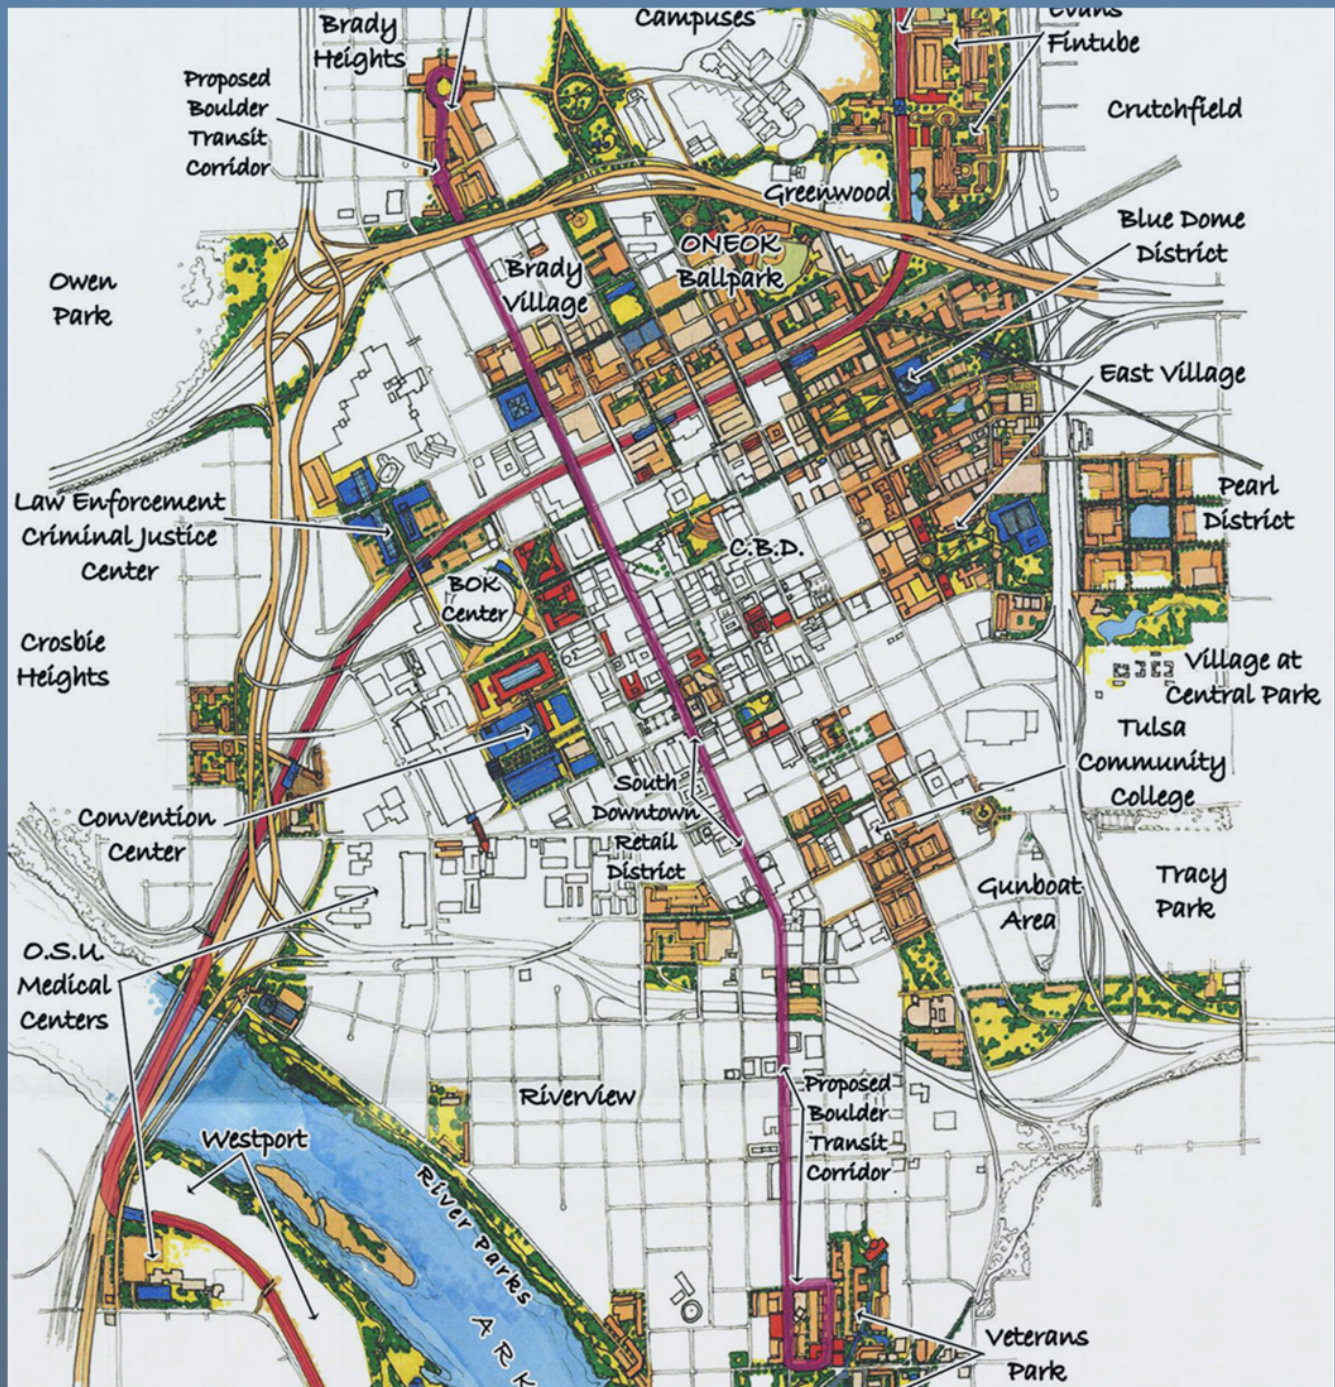 Brady
Heights
Campuses
Evans
Fintube
Proposed
Boulder
Transit
Corridor
Crutchfield
Greenwood
Blue Dome
District
ONEOK
Ballpark
Owen
Park
Brady
Village
East Village
Law Enforcement
Criminal Justice
Center
Pearl
District
C.B.D.
BOK
Center
Crosbie
Heights
Village at
Central Park
Tulsa
Community
College
South
Downtown
Retail
District
Convention
Center
Gunboat
Area
Tracy
Park
O.S.U.
Medical
Centers
Riverview
Proposed
Boulder
Transit
Corridor
Westport
River Parks
ARK
Veterans
Park